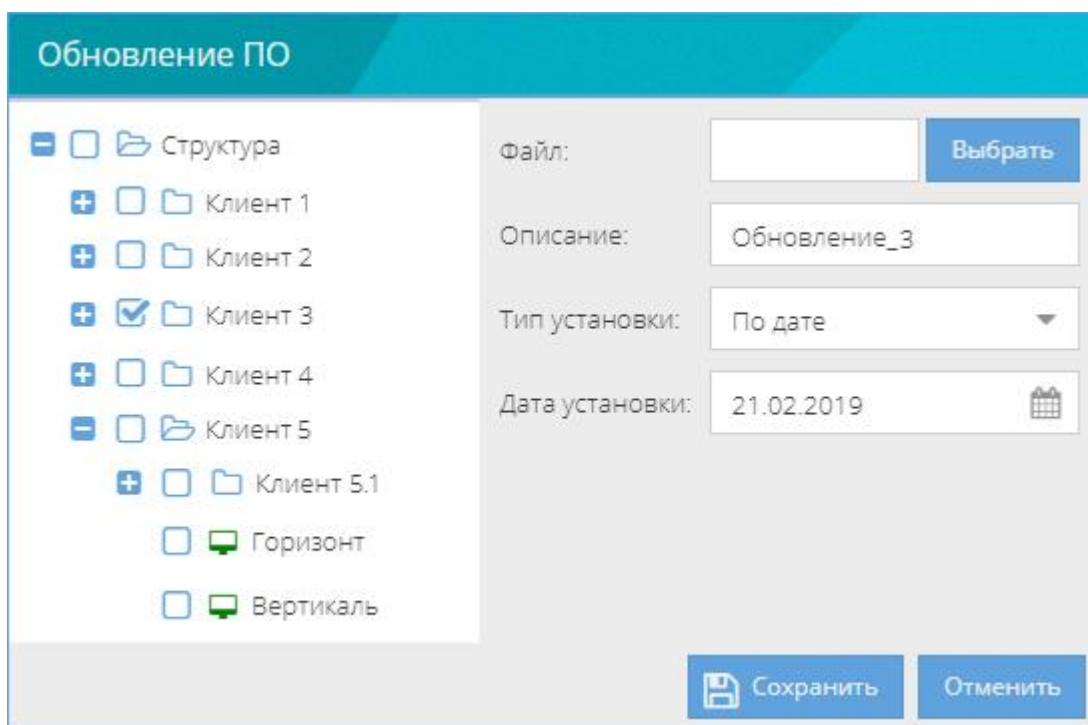 Обновление ПО
Структура
Клиент 1
Клиент 2
Клиент 3
Клиент 4
Клиент 5
Клиент 5.1
Горизонт
Вертикаль
Файл: Выбрать
Описание: Обновление_3
Тип установки: По дате
Дата установки: 21.02.2019
Сохранить Отменить